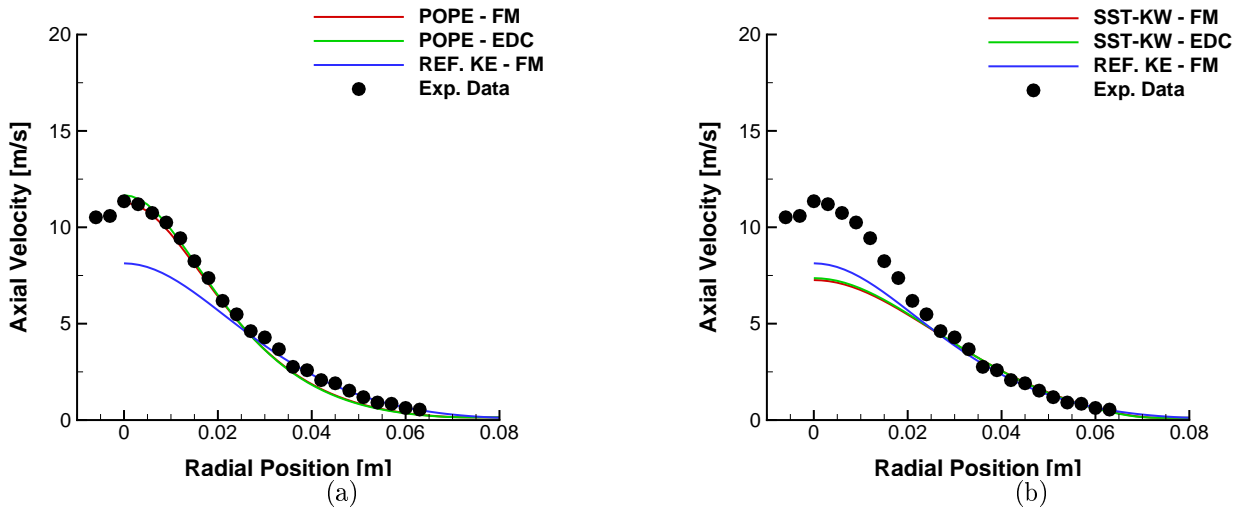 POPE - FM
POPE - EDC
REF. KE - FM
Exp. Data
20
15
10
5
0
Axial Velocity [m/s]
0 0.02 0.04 0.06 0.08
Radial Position [m]
(a)
SST-KW - FM
SST-KW - EDC
REF. KE - FM
Exp. Data
20
15
10
5
0
Axial Velocity [m/s]
0 0.02 0.04 0.06 0.08
Radial Position [m]
(b)